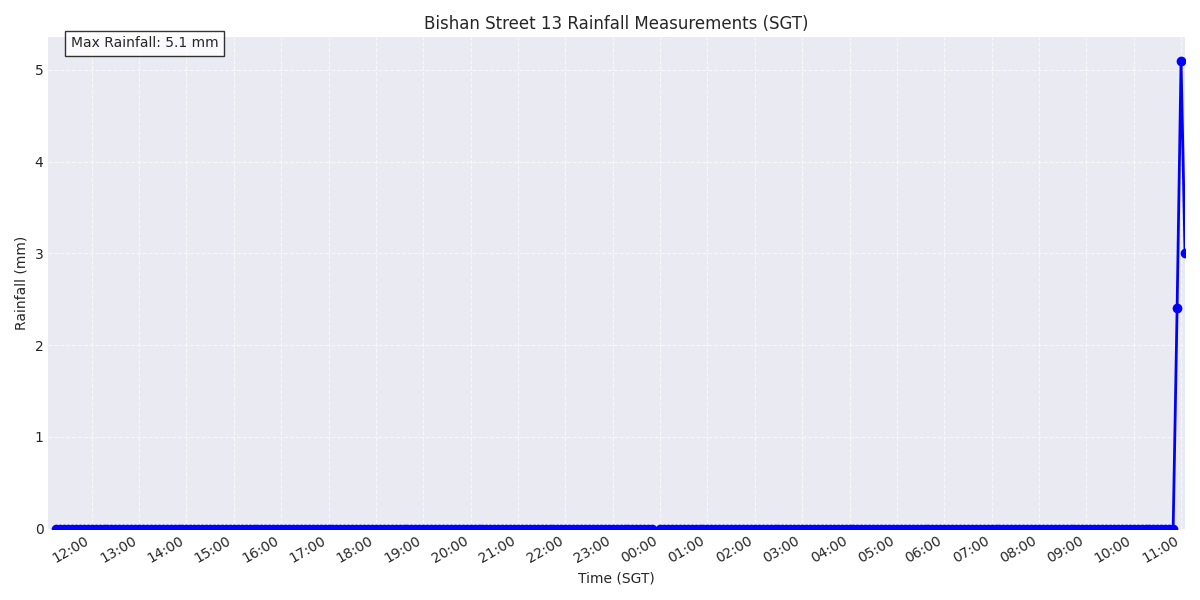 Bishan Street 13 Rainfall Measurements (SGT)
Max Rainfall: 5.1 mm
Rainfall (mm)
5
4
3
2
1
0
12:00 13:00 14:00 15:00 16:00 17:00 18:00 19:00 20:00 21:00 22:00 23:00 00:00 01:00 02:00 03:00 04:00 05:00 06:00 07:00 08:00 09:00 10:00 11:00
Time (SGT)